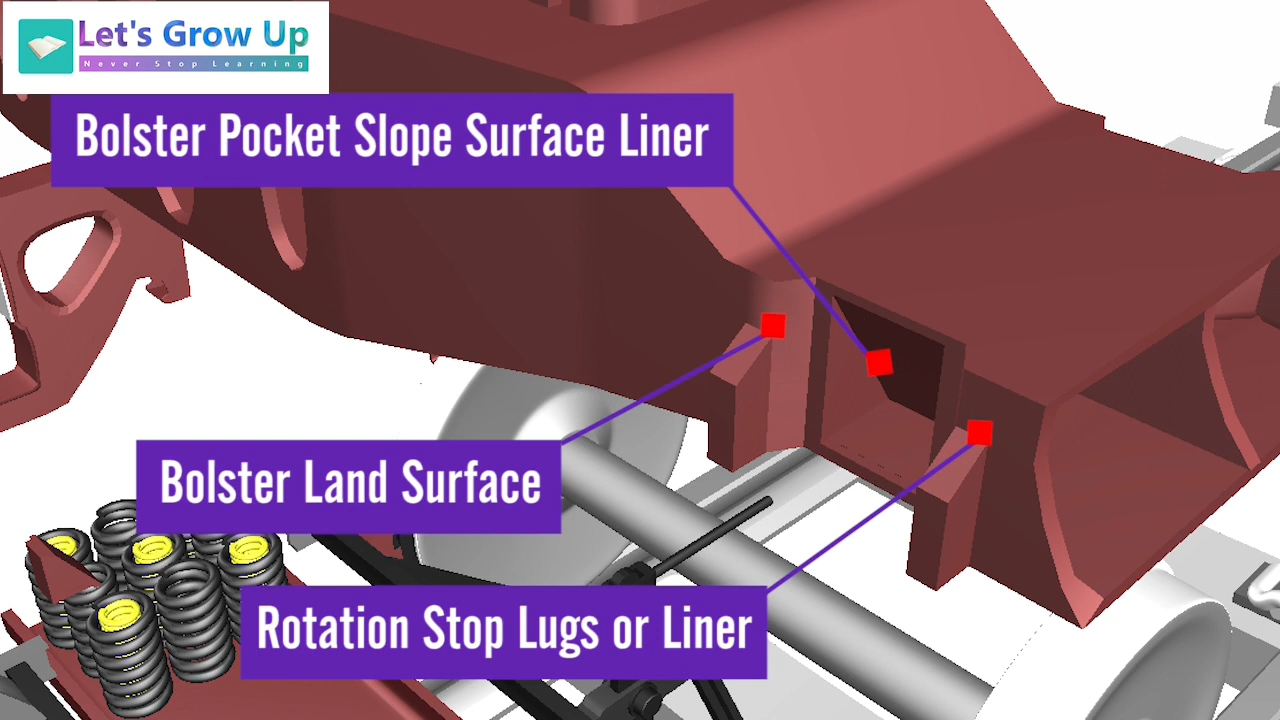 Let's Grow Up
Never Stop Learning
Bolster Pocket Slope Surface Liner
Bolster Land Surface
Rotation Stop Lugs or Liner